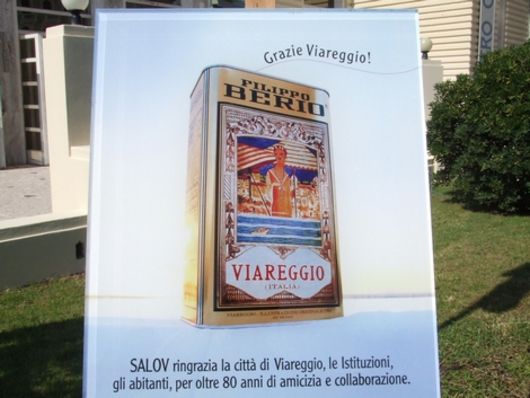 Grazie Viareggio!
FILIPPO
BERIO
VIAREGGIO
(ITALIA)
SALOV ringrazia la città di Viareggio, le Istituzioni,
gli abitanti, per oltre 80 anni di amicizia e collaborazione.